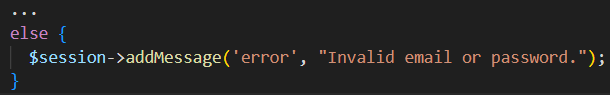 ...
else {
$session->addMessage('error', "Invalid email or password.");
}